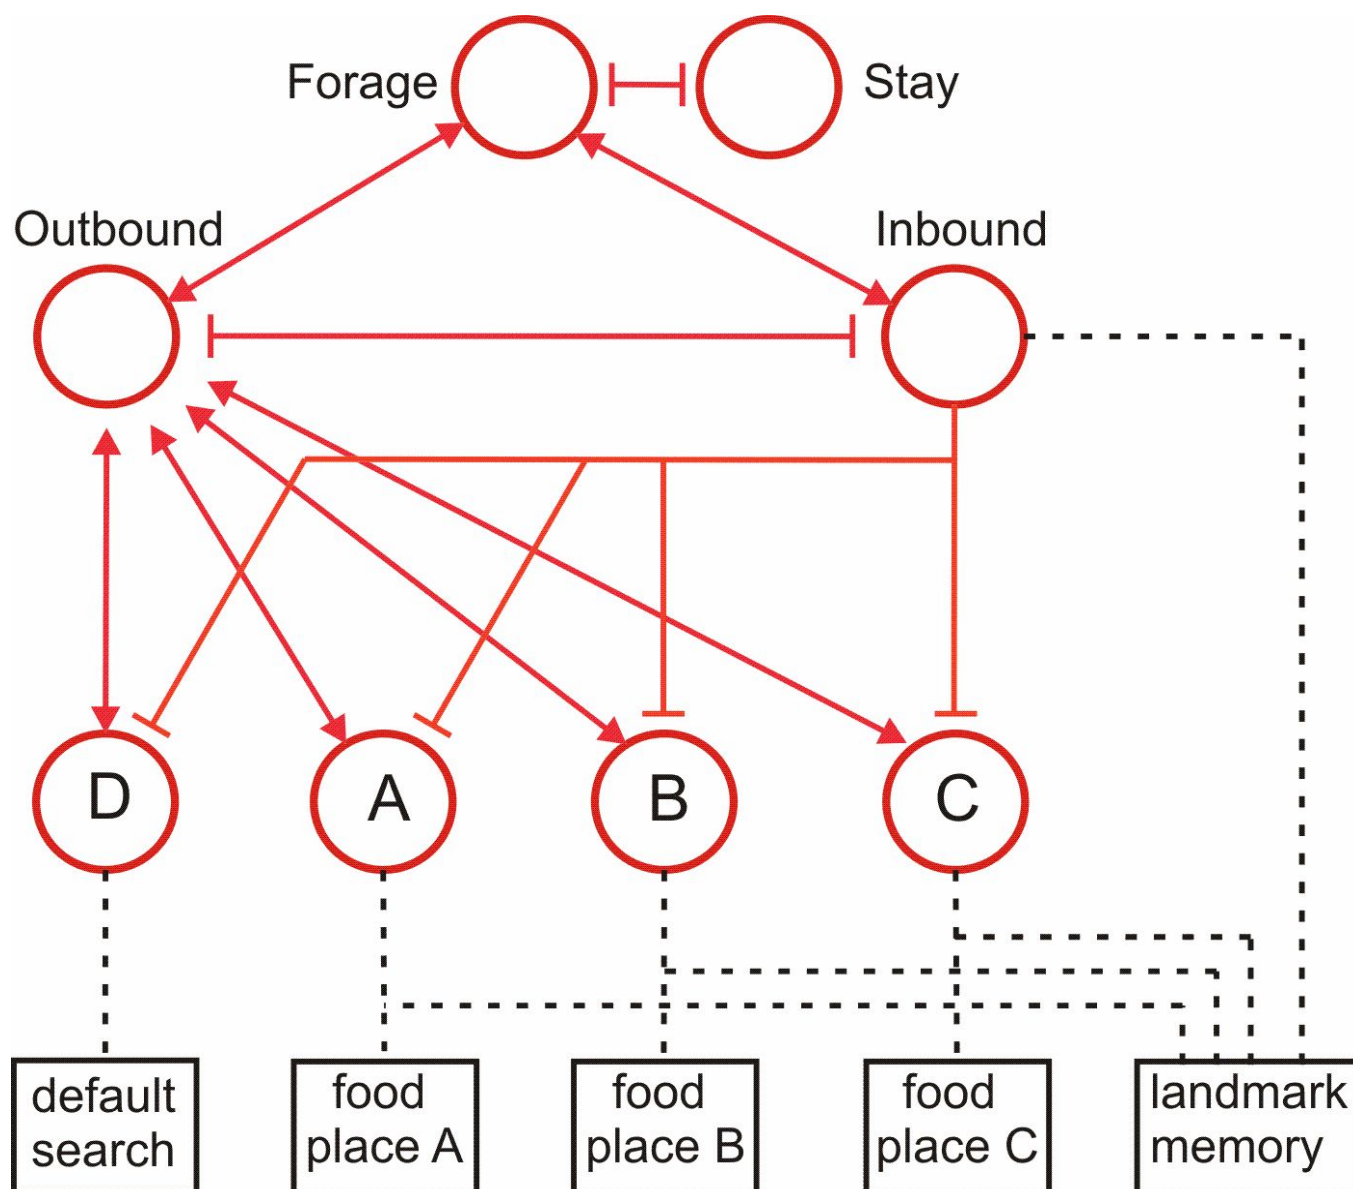 Forage
Stay
Outbound
Inbound
D
A
B
C
default
search
food
place A
food
place B
food
place C
landmark
memory